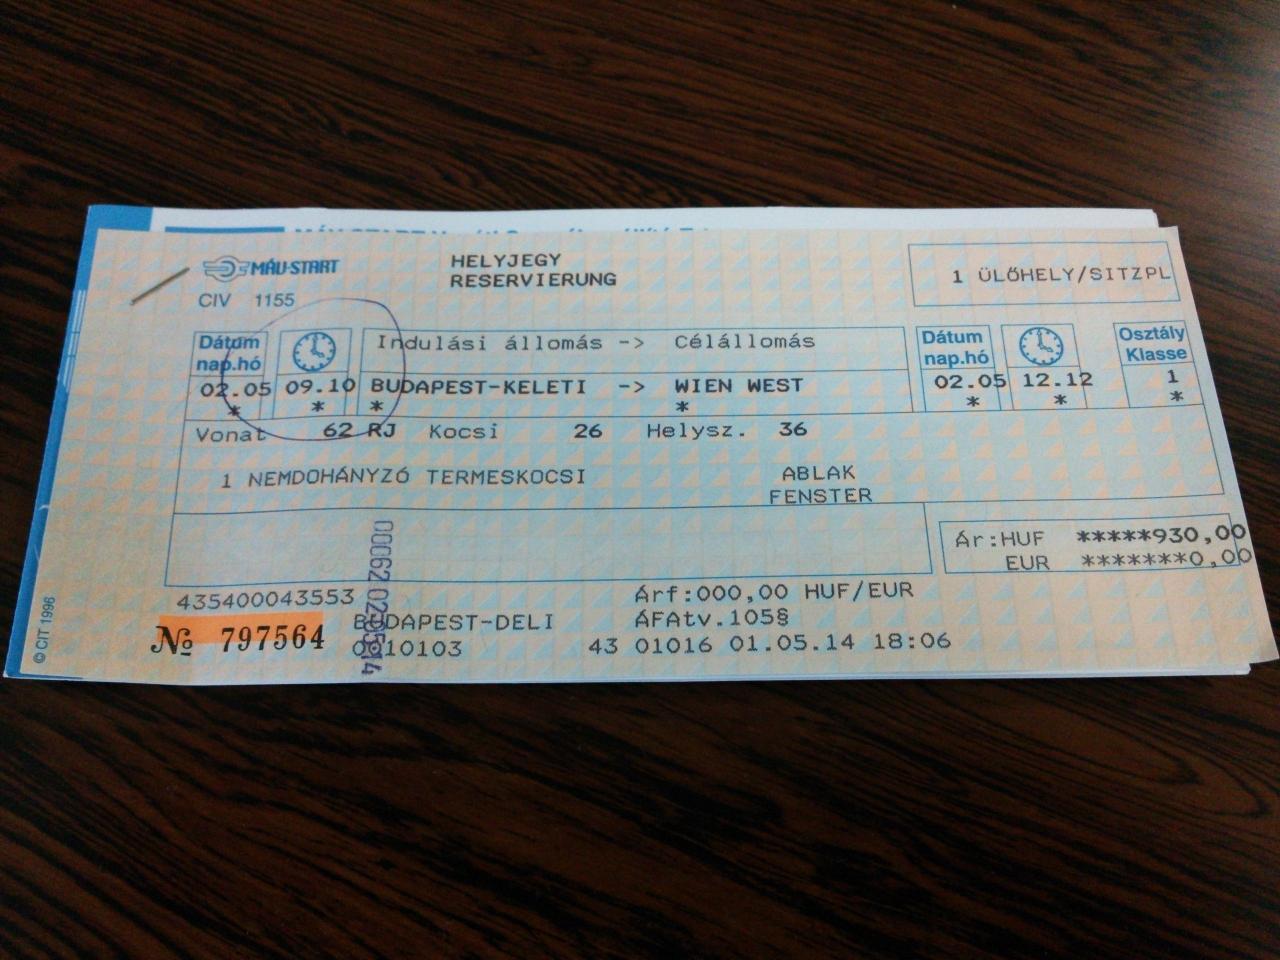 MÁV-START
HELYJEGY
RESERVIERUNG
1 ÜLŐHELY/SITZPL
CIV 1155
Dátum
nap.hó
Indulási állomás -> Célállomás
Dátum
nap.hó
Osztály
Klasse
02.05 09.10 BUDAPEST-KELETI -> WIEN WEST 02.05 12.12 1
* * * * * * *
Vonat 62 RJ Kocsi 26 Helysz. 36
1 NEMDOHÁNYZÓ TERMESKOCSI ABLAK
FENSTER
Ár:HUF *****930,00
EUR *******0,00
435400043553 Árf:000,00 HUF/EUR
№ 797564 BUDAPEST-DELI ÁFAtv.105§
0010103 43 01016 01.05.14 18:06
© CIT 1996